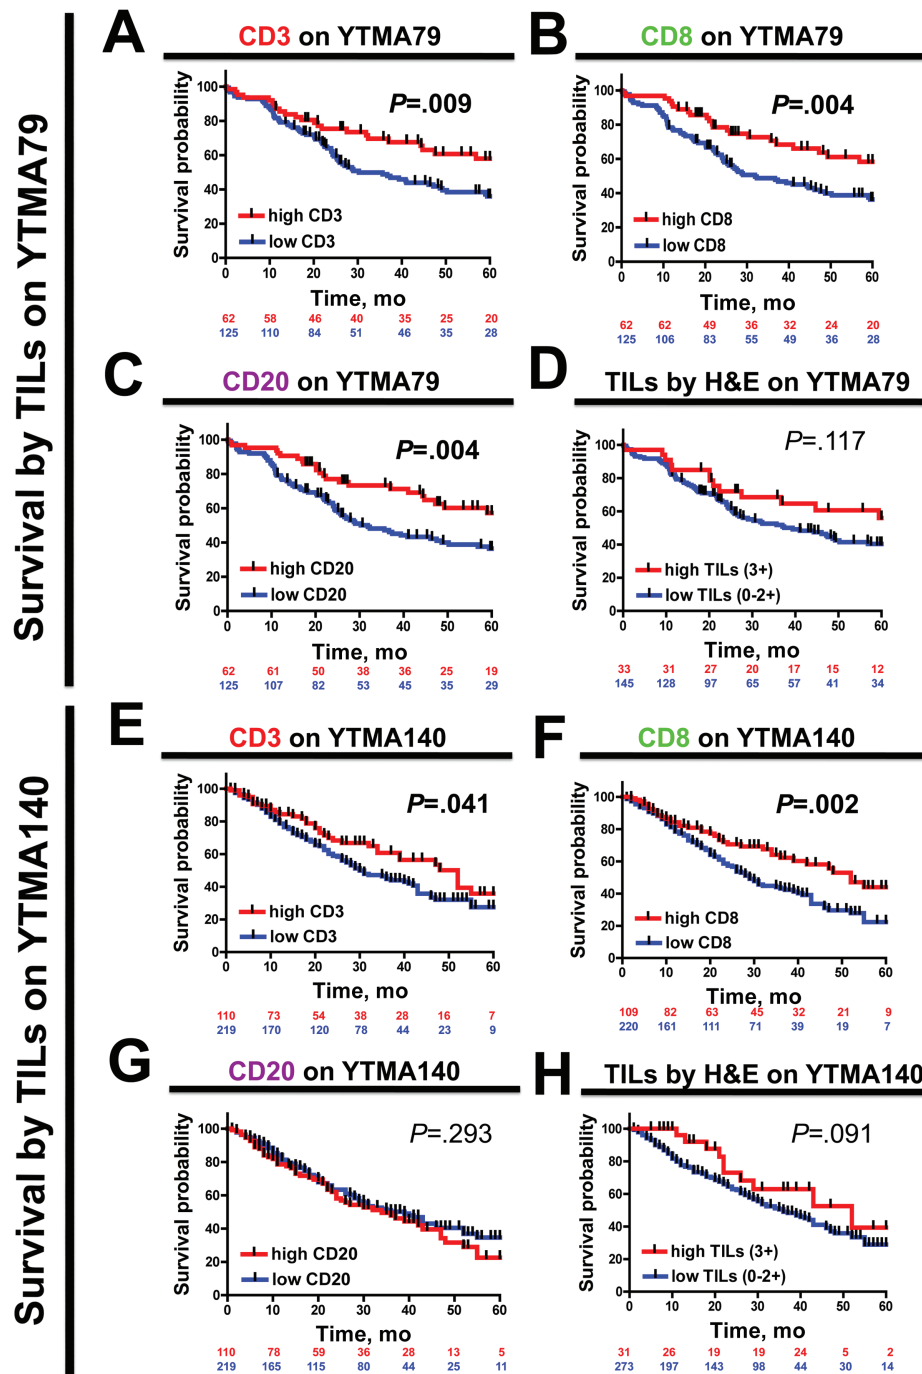 Survival by TILs on YTMA79
A
CD3 on YTMA79
Survival probability
100
80
60
40
20
0
P=.009
high CD3
low CD3
0 10 20 30 40 50 60
Time, mo
62 58 46 40 35 25 20
125 110 84 51 46 35 28
B
CD8 on YTMA79
Survival probability
100
80
60
40
20
0
P=.004
high CD8
low CD8
0 10 20 30 40 50 60
Time, mo
62 62 49 36 32 24 20
125 106 83 55 49 36 28
C
CD20 on YTMA79
Survival probability
100
80
60
40
20
0
P=.004
high CD20
low CD20
0 10 20 30 40 50 60
Time, mo
62 61 50 38 36 25 19
125 107 82 53 45 35 29
D
TILs by H&E on YTMA79
Survival probability
100
80
60
40
20
0
P=.117
high TILs (3+)
low TILs (0-2+)
0 10 20 30 40 50 60
Time, mo
33 31 27 20 17 15 12
145 128 97 65 57 41 34
Survival by TILs on YTMA140
E
CD3 on YTMA140
Survival probability
100
80
60
40
20
0
P=.041
high CD3
low CD3
0 10 20 30 40 50 60
Time, mo
110 73 54 38 28 16 7
219 170 120 78 44 23 9
F
CD8 on YTMA140
Survival probability
100
80
60
40
20
0
P=.002
high CD8
low CD8
0 10 20 30 40 50 60
Time, mo
109 82 63 45 32 21 9
220 161 111 71 39 19 7
G
CD20 on YTMA140
Survival probability
100
80
60
40
20
0
P=.293
high CD20
low CD20
0 10 20 30 40 50 60
Time, mo
110 78 59 36 28 13 5
219 165 115 80 44 25 11
H
TILs by H&E on YTMA140
Survival probability
100
80
60
40
20
0
P=.091
high TILs (3+)
low TILs (0-2+)
0 10 20 30 40 50 60
Time, mo
31 26 19 19 24 5 2
273 197 143 98 44 30 14